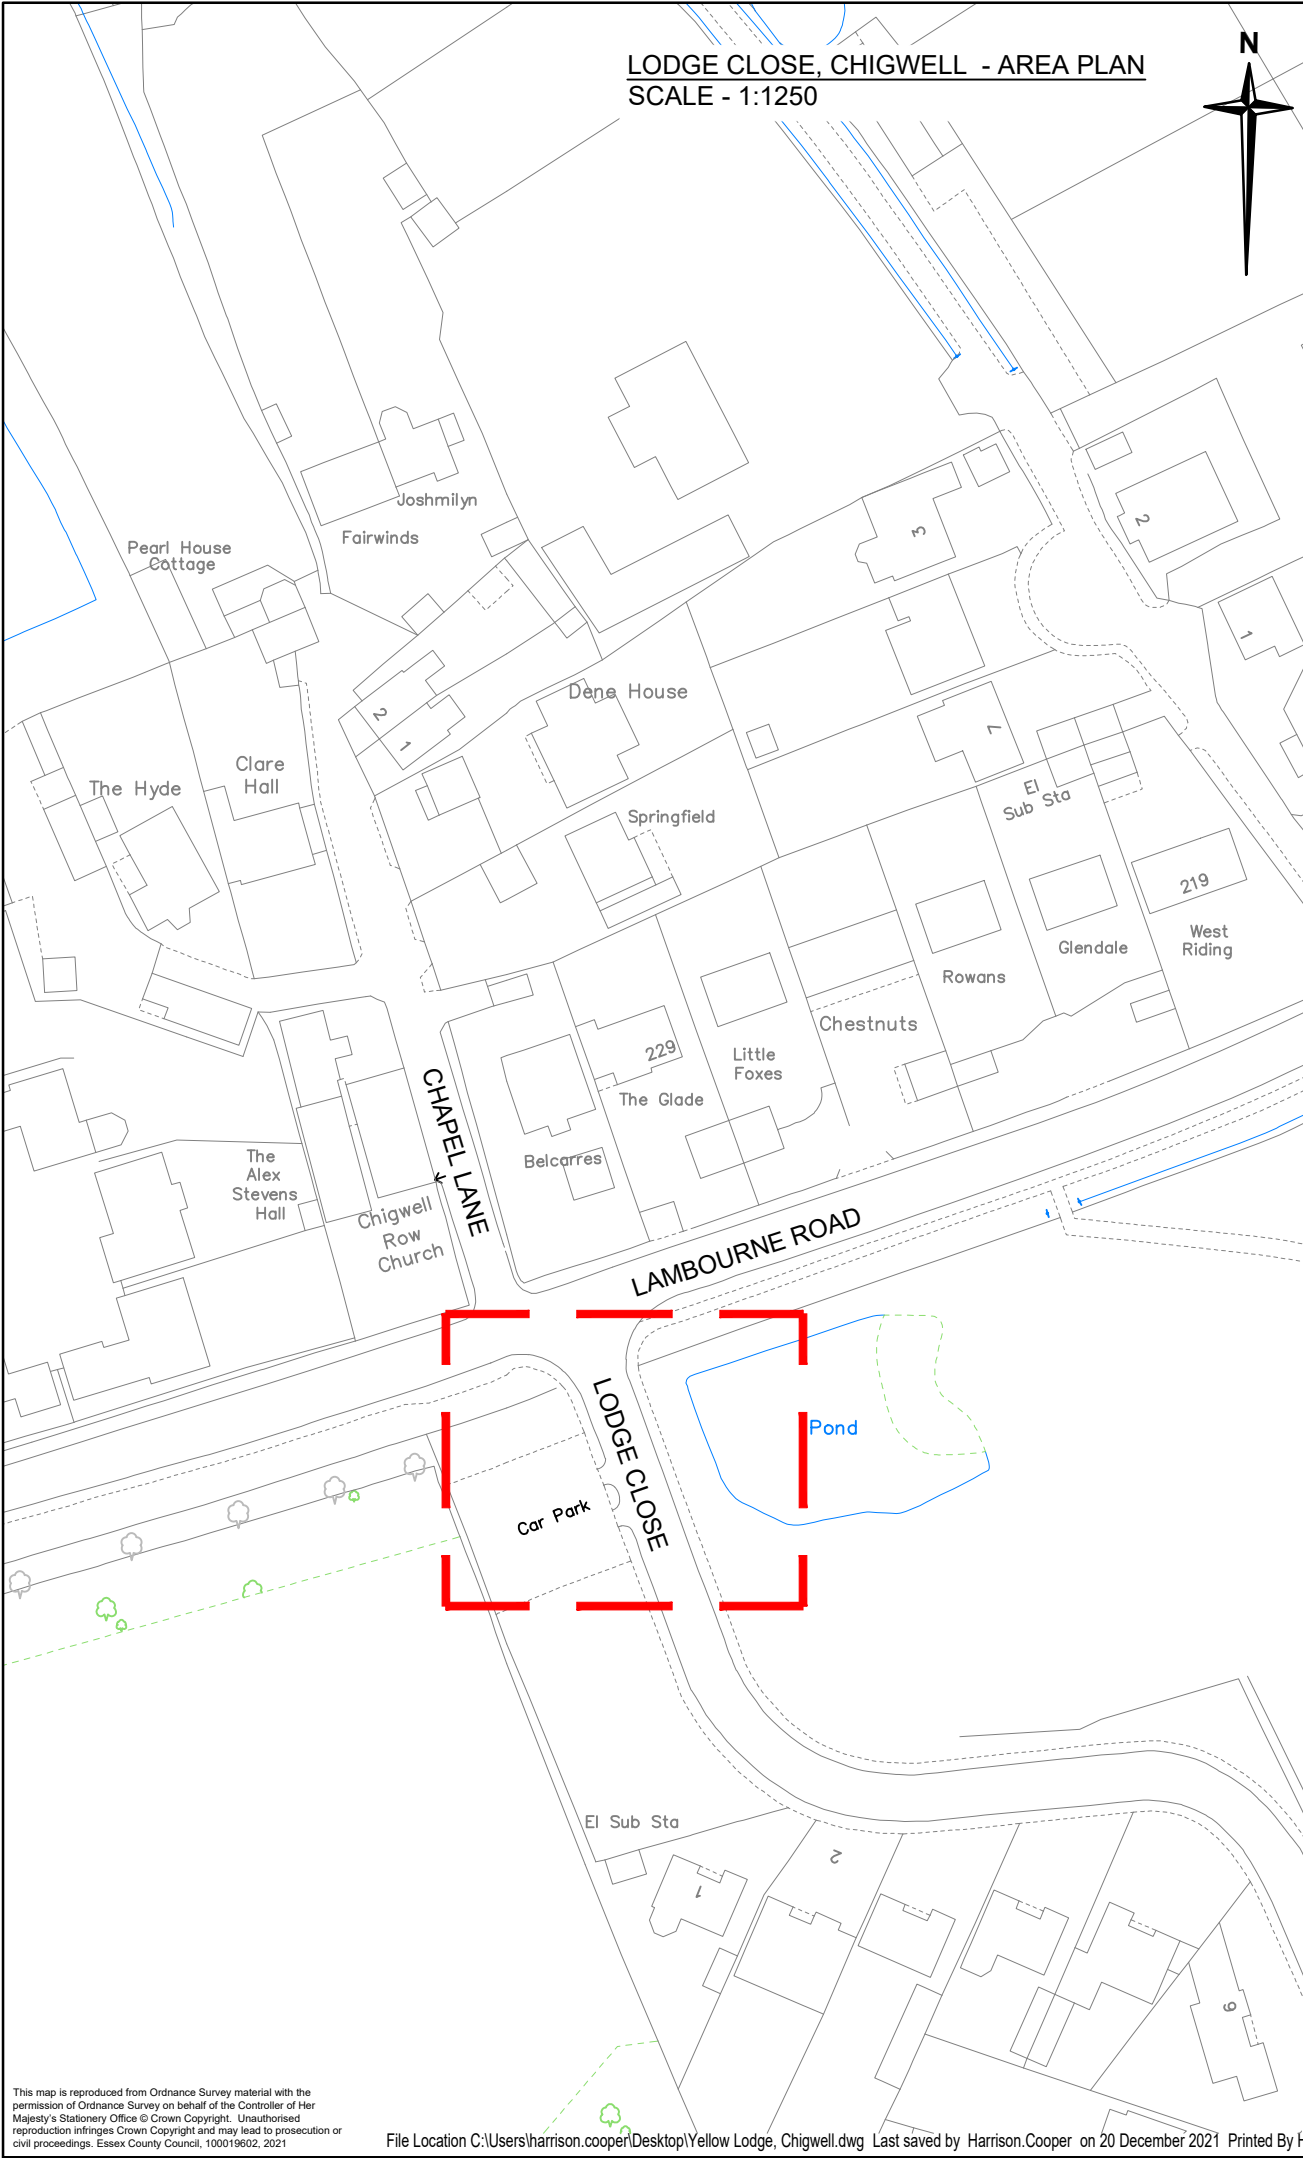 LODGE CLOSE, CHIGWELL - AREA PLAN
SCALE - 1:1250
N
Joshmilyn
Fairwinds
Pearl House
Cottage
3
2
1
Dene House
2
1
7
El
Sub Sta
Clare
Hall
The Hyde
Springfield
219
West
Riding
Glendale
Rowans
Chestnuts
229
Little
Foxes
The Glade
CHAPEL LANE
Belcarres
The
Alex
Stevens
Hall
Chigwell
Row
Church
LAMBOURNE ROAD
LODGE CLOSE
Pond
Car Park
El Sub Sta
1
2
6
This map is reproduced from Ordnance Survey material with the
permission of Ordnance Survey on behalf of the Controller of Her
Majesty's Stationery Office © Crown Copyright. Unauthorised
reproduction infringes Crown Copyright and may lead to prosecution or
civil proceedings. Essex County Council, 100019602, 2021
File Location C:\Users\harrison.cooper\Desktop\Yellow Lodge, Chigwell.dwg Last saved by Harrison.Cooper on 20 December 2021 Printed By H